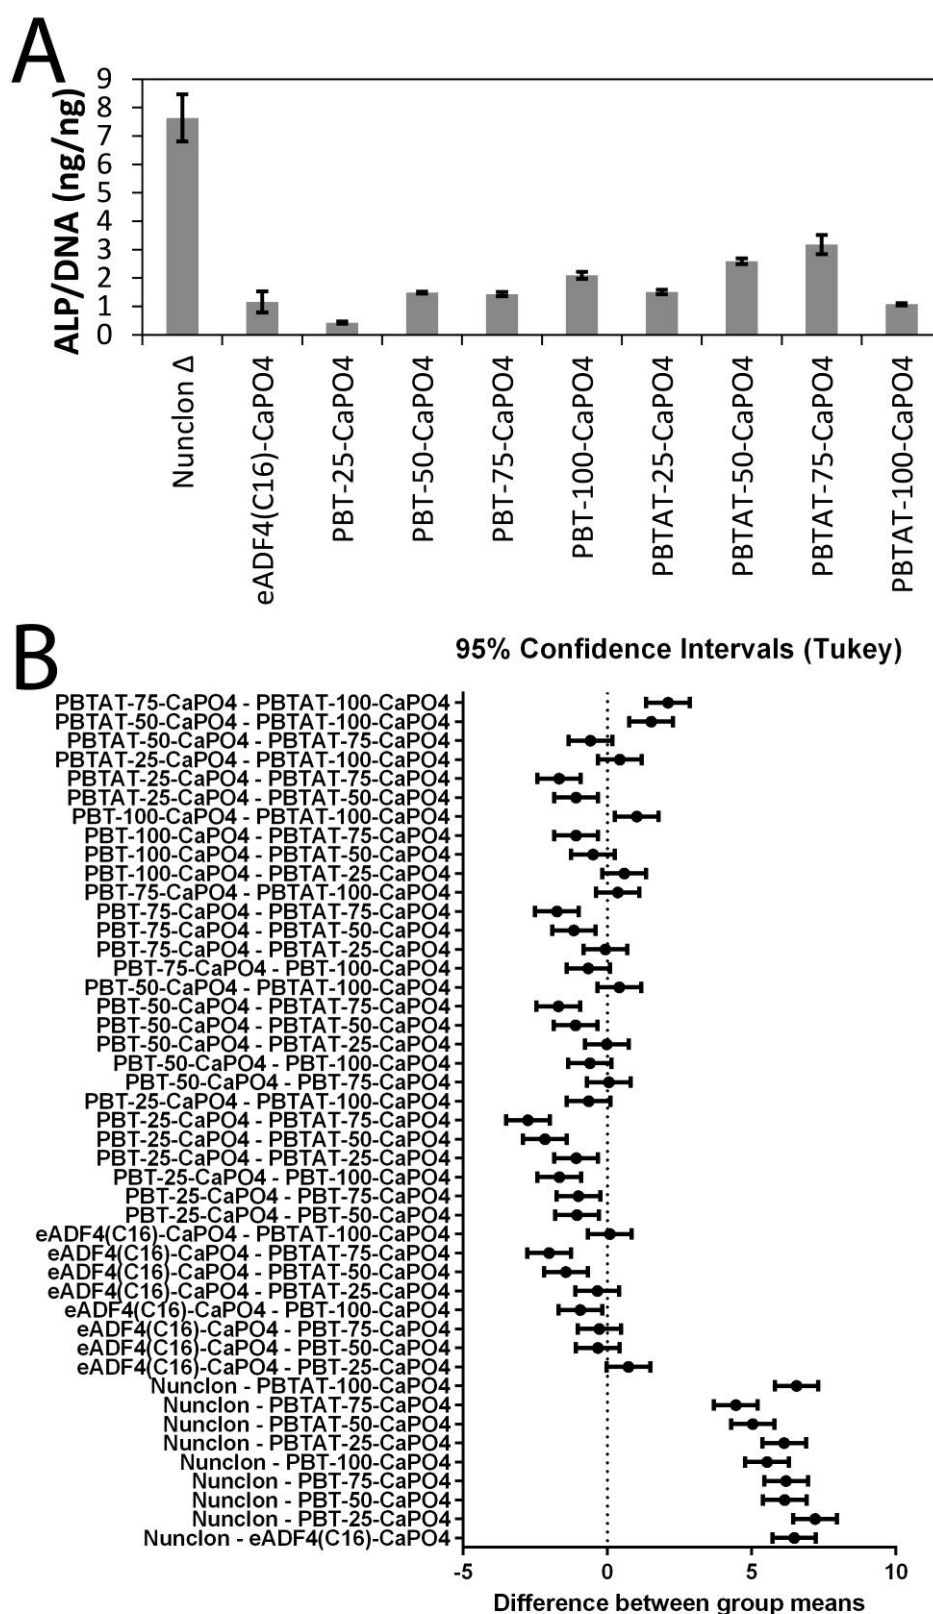 A
ALP/DNA (ng/ng)
9
8
7
6
5
4
3
2
1
0
Nunclon Δ
eADF4(C16)-CaPO4
PBT-25-CaPO4
PBT-50-CaPO4
PBT-75-CaPO4
PBT-100-CaPO4
PBTAT-25-CaPO4
PBTAT-50-CaPO4
PBTAT-75-CaPO4
PBTAT-100-CaPO4
B
95% Confidence Intervals (Tukey)
PBTAT-75-CaPO4 - PBTAT-100-CaPO4
PBTAT-50-CaPO4 - PBTAT-100-CaPO4
PBTAT-50-CaPO4 - PBTAT-75-CaPO4
PBTAT-25-CaPO4 - PBTAT-100-CaPO4
PBTAT-25-CaPO4 - PBTAT-75-CaPO4
PBTAT-25-CaPO4 - PBTAT-50-CaPO4
PBT-100-CaPO4 - PBTAT-100-CaPO4
PBT-100-CaPO4 - PBTAT-75-CaPO4
PBT-100-CaPO4 - PBTAT-50-CaPO4
PBT-100-CaPO4 - PBTAT-25-CaPO4
PBT-75-CaPO4 - PBTAT-100-CaPO4
PBT-75-CaPO4 - PBTAT-75-CaPO4
PBT-75-CaPO4 - PBTAT-50-CaPO4
PBT-75-CaPO4 - PBTAT-25-CaPO4
PBT-75-CaPO4 - PBT-100-CaPO4
PBT-50-CaPO4 - PBTAT-100-CaPO4
PBT-50-CaPO4 - PBTAT-75-CaPO4
PBT-50-CaPO4 - PBTAT-50-CaPO4
PBT-50-CaPO4 - PBTAT-25-CaPO4
PBT-50-CaPO4 - PBT-100-CaPO4
PBT-50-CaPO4 - PBT-75-CaPO4
PBT-25-CaPO4 - PBTAT-100-CaPO4
PBT-25-CaPO4 - PBTAT-75-CaPO4
PBT-25-CaPO4 - PBTAT-50-CaPO4
PBT-25-CaPO4 - PBTAT-25-CaPO4
PBT-25-CaPO4 - PBT-100-CaPO4
PBT-25-CaPO4 - PBT-75-CaPO4
PBT-25-CaPO4 - PBT-50-CaPO4
eADF4(C16)-CaPO4 - PBTAT-100-CaPO4
eADF4(C16)-CaPO4 - PBTAT-75-CaPO4
eADF4(C16)-CaPO4 - PBTAT-50-CaPO4
eADF4(C16)-CaPO4 - PBTAT-25-CaPO4
eADF4(C16)-CaPO4 - PBT-100-CaPO4
eADF4(C16)-CaPO4 - PBT-75-CaPO4
eADF4(C16)-CaPO4 - PBT-50-CaPO4
eADF4(C16)-CaPO4 - PBT-25-CaPO4
Nunclon - PBTAT-100-CaPO4
Nunclon - PBTAT-75-CaPO4
Nunclon - PBTAT-50-CaPO4
Nunclon - PBTAT-25-CaPO4
Nunclon - PBT-100-CaPO4
Nunclon - PBT-75-CaPO4
Nunclon - PBT-50-CaPO4
Nunclon - PBT-25-CaPO4
Nunclon - eADF4(C16)-CaPO4
-5 0 5 10
Difference between group means